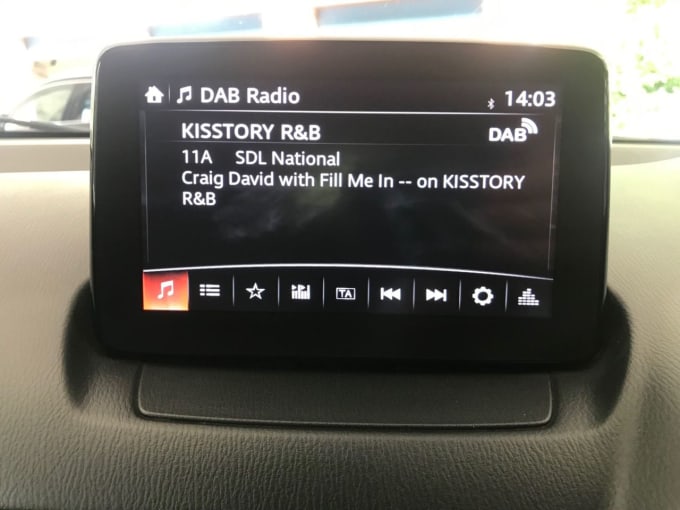 DAB Radio 14:03
KISSTORY R&B DAB
11A SDL National
Craig David with Fill Me In -- on KISSTORY
R&B
TA